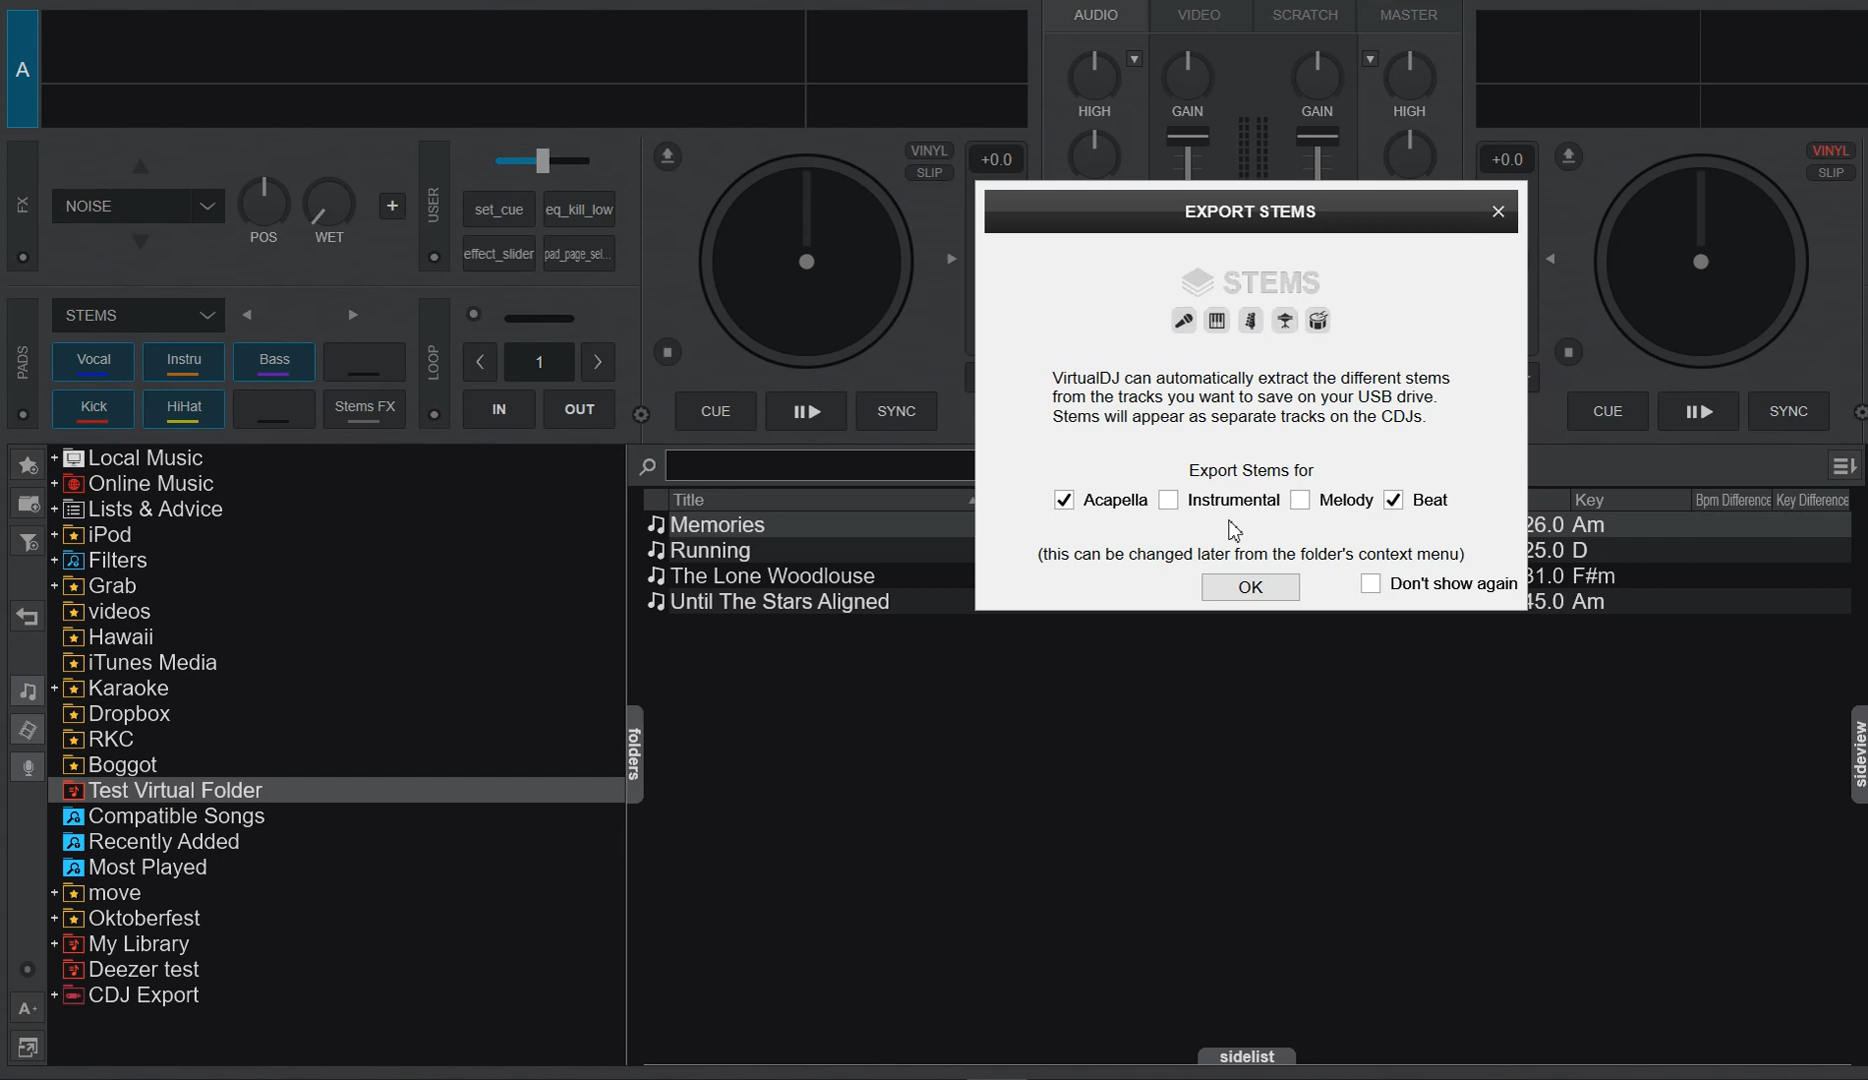 AUDIO VIDEO SCRATCH MASTER
A
HIGH GAIN GAIN HIGH
VINYL
SLIP
+0.0
+0.0
VINYL
SLIP
FX
NOISE
POS WET
+
USER
set_cue eq_kill_low
effect_slider pad_page_sel...
EXPORT STEMS
STEMS
VirtualDJ can automatically extract the different stems
from the tracks you want to save on your USB drive.
Stems will appear as separate tracks on the CDJs.
Export Stems for
Acapella Instrumental Melody Beat
(this can be changed later from the folder's context menu)
OK Don't show again
PADS
STEMS
Vocal Instru Bass
Kick HiHat Stems FX
LOOP
1
IN OUT
CUE SYNC
CUE SYNC
Local Music
Online Music
Lists & Advice
iPod
Filters
Grab
videos
Hawaii
iTunes Media
Karaoke
Dropbox
RKC
Boggot
Test Virtual Folder
Compatible Songs
Recently Added
Most Played
move
Oktoberfest
My Library
Deezer test
CDJ Export
A+
folders
Title Key Bpm Difference Key Difference
Memories 26.0 Am
Running 25.0 D
The Lone Woodlouse 31.0 F#m
Until The Stars Aligned 45.0 Am
sideview
sidelist